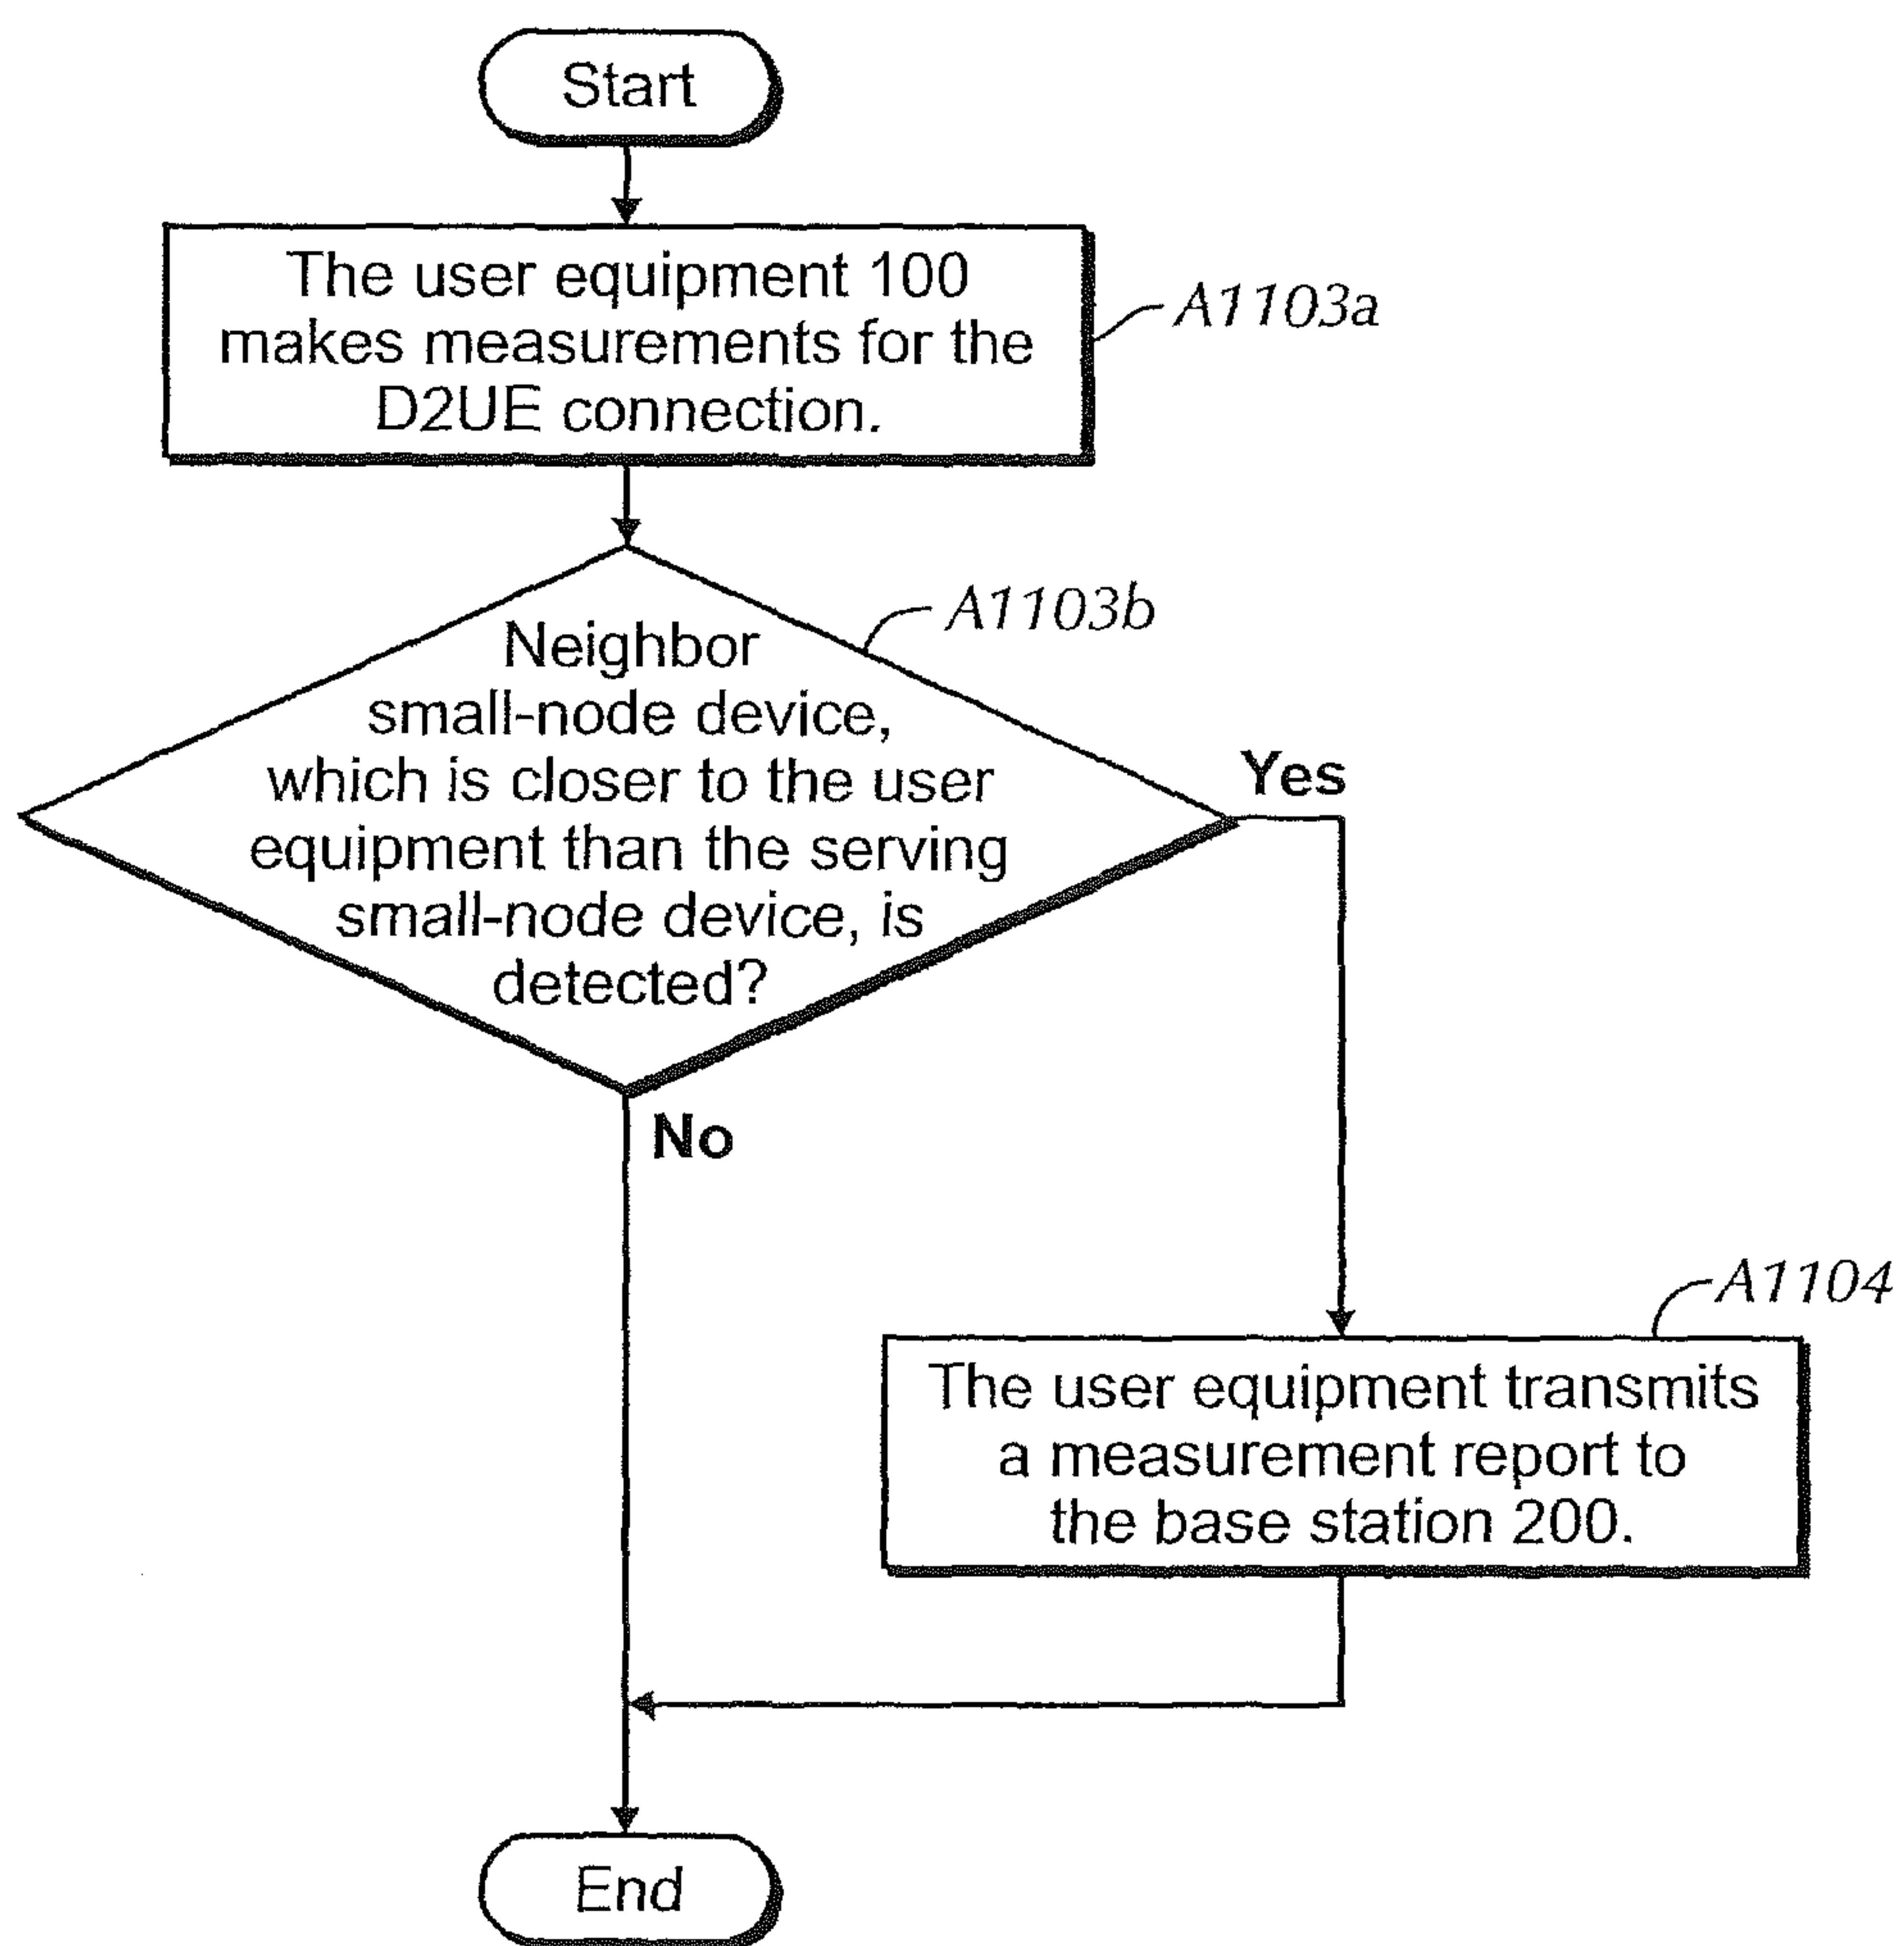 Start
The user equipment 100
makes measurements for the
D2UE connection.
A1103a
A1103b
Neighbor
small-node device,
which is closer to the user
equipment than the serving
small-node device, is
detected?
Yes
No
A1104
The user equipment transmits
a measurement report to
the base station 200.
End